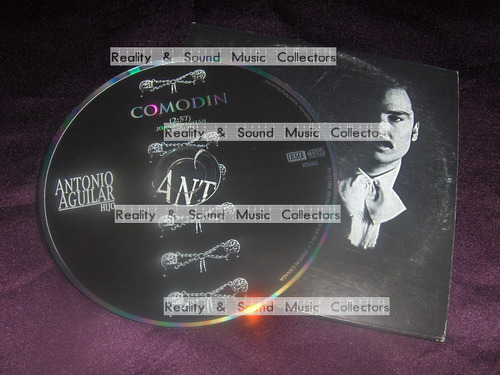 Reality & Sound Music Collectors
COMODIN
(2:57)
Reality & Sound Music Collectors
ANTONIO
AGUILAR
HIJO
ANT
Reality & Sound Music Collectors
Reality & Sound Music Collectors